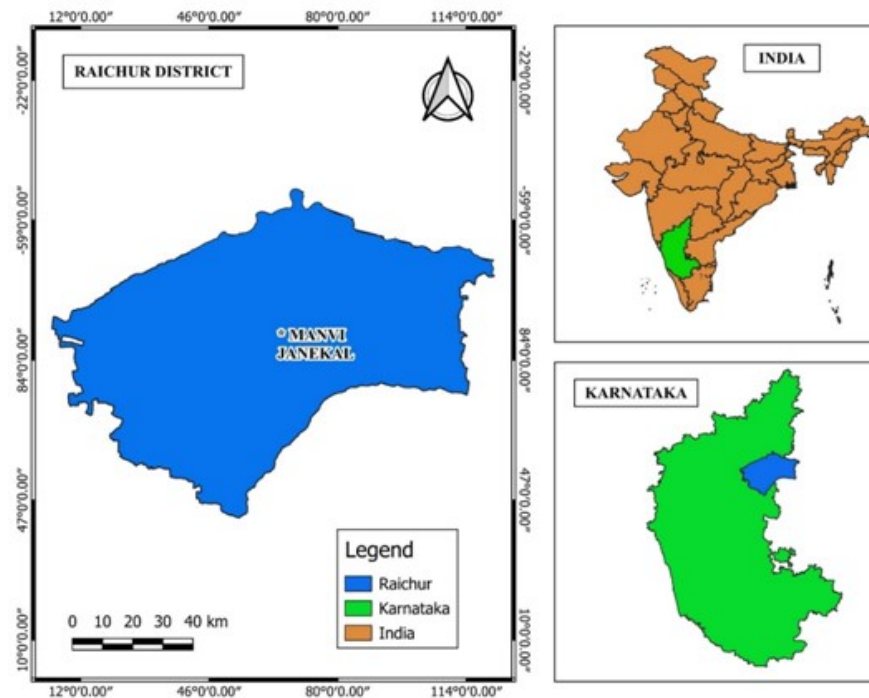 12°0'0.00" 46°0'0.00" 80°0'0.00" 114°0'0.00"
RAICHUR DISTRICT
-22°0'0.00"
-59°0'0.00"
84°0'0.00"
47°0'0.00"
10°0'0.00"
* MANVI
JANEKAL
Legend
Raichur
Karnataka
India
0 10 20 30 40 km
-22°0'0.00"
-59°0'0.00"
84°0'0.00"
47°0'0.00"
10°0'0.00"
12°0'0.00" 46°0'0.00" 80°0'0.00" 114°0'0.00"
INDIA
KARNATAKA